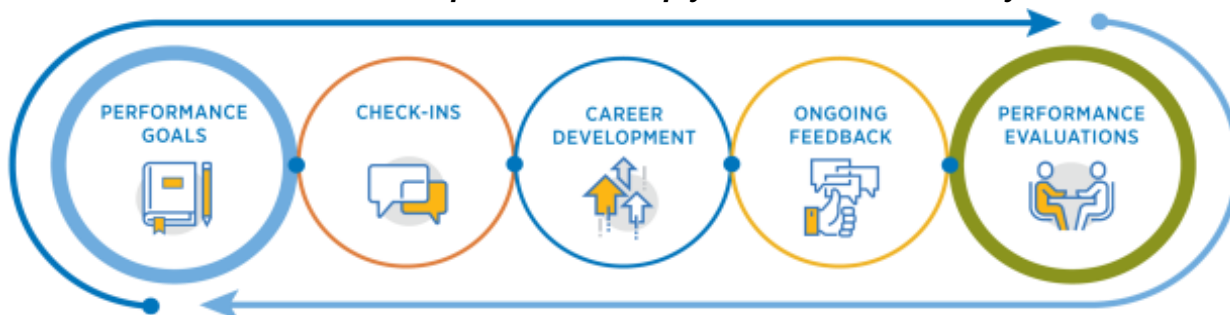 PERFORMANCE
GOALS
CHECK-INS
CAREER
DEVELOPMENT
ONGOING
FEEDBACK
PERFORMANCE
EVALUATIONS